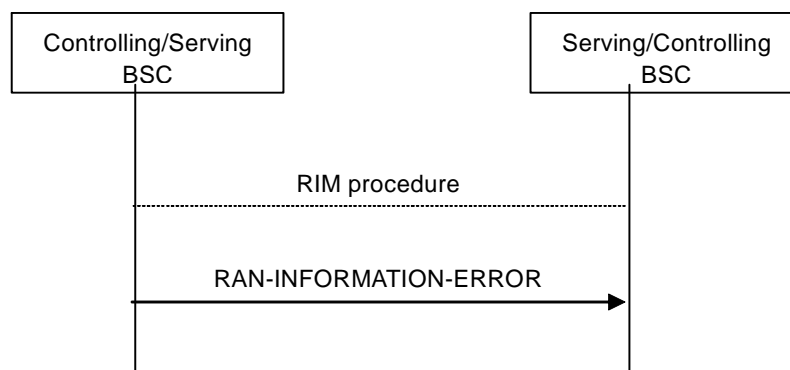 Controlling/Serving
BSC
Serving/Controlling
BSC
RIM procedure
RAN-INFORMATION-ERROR